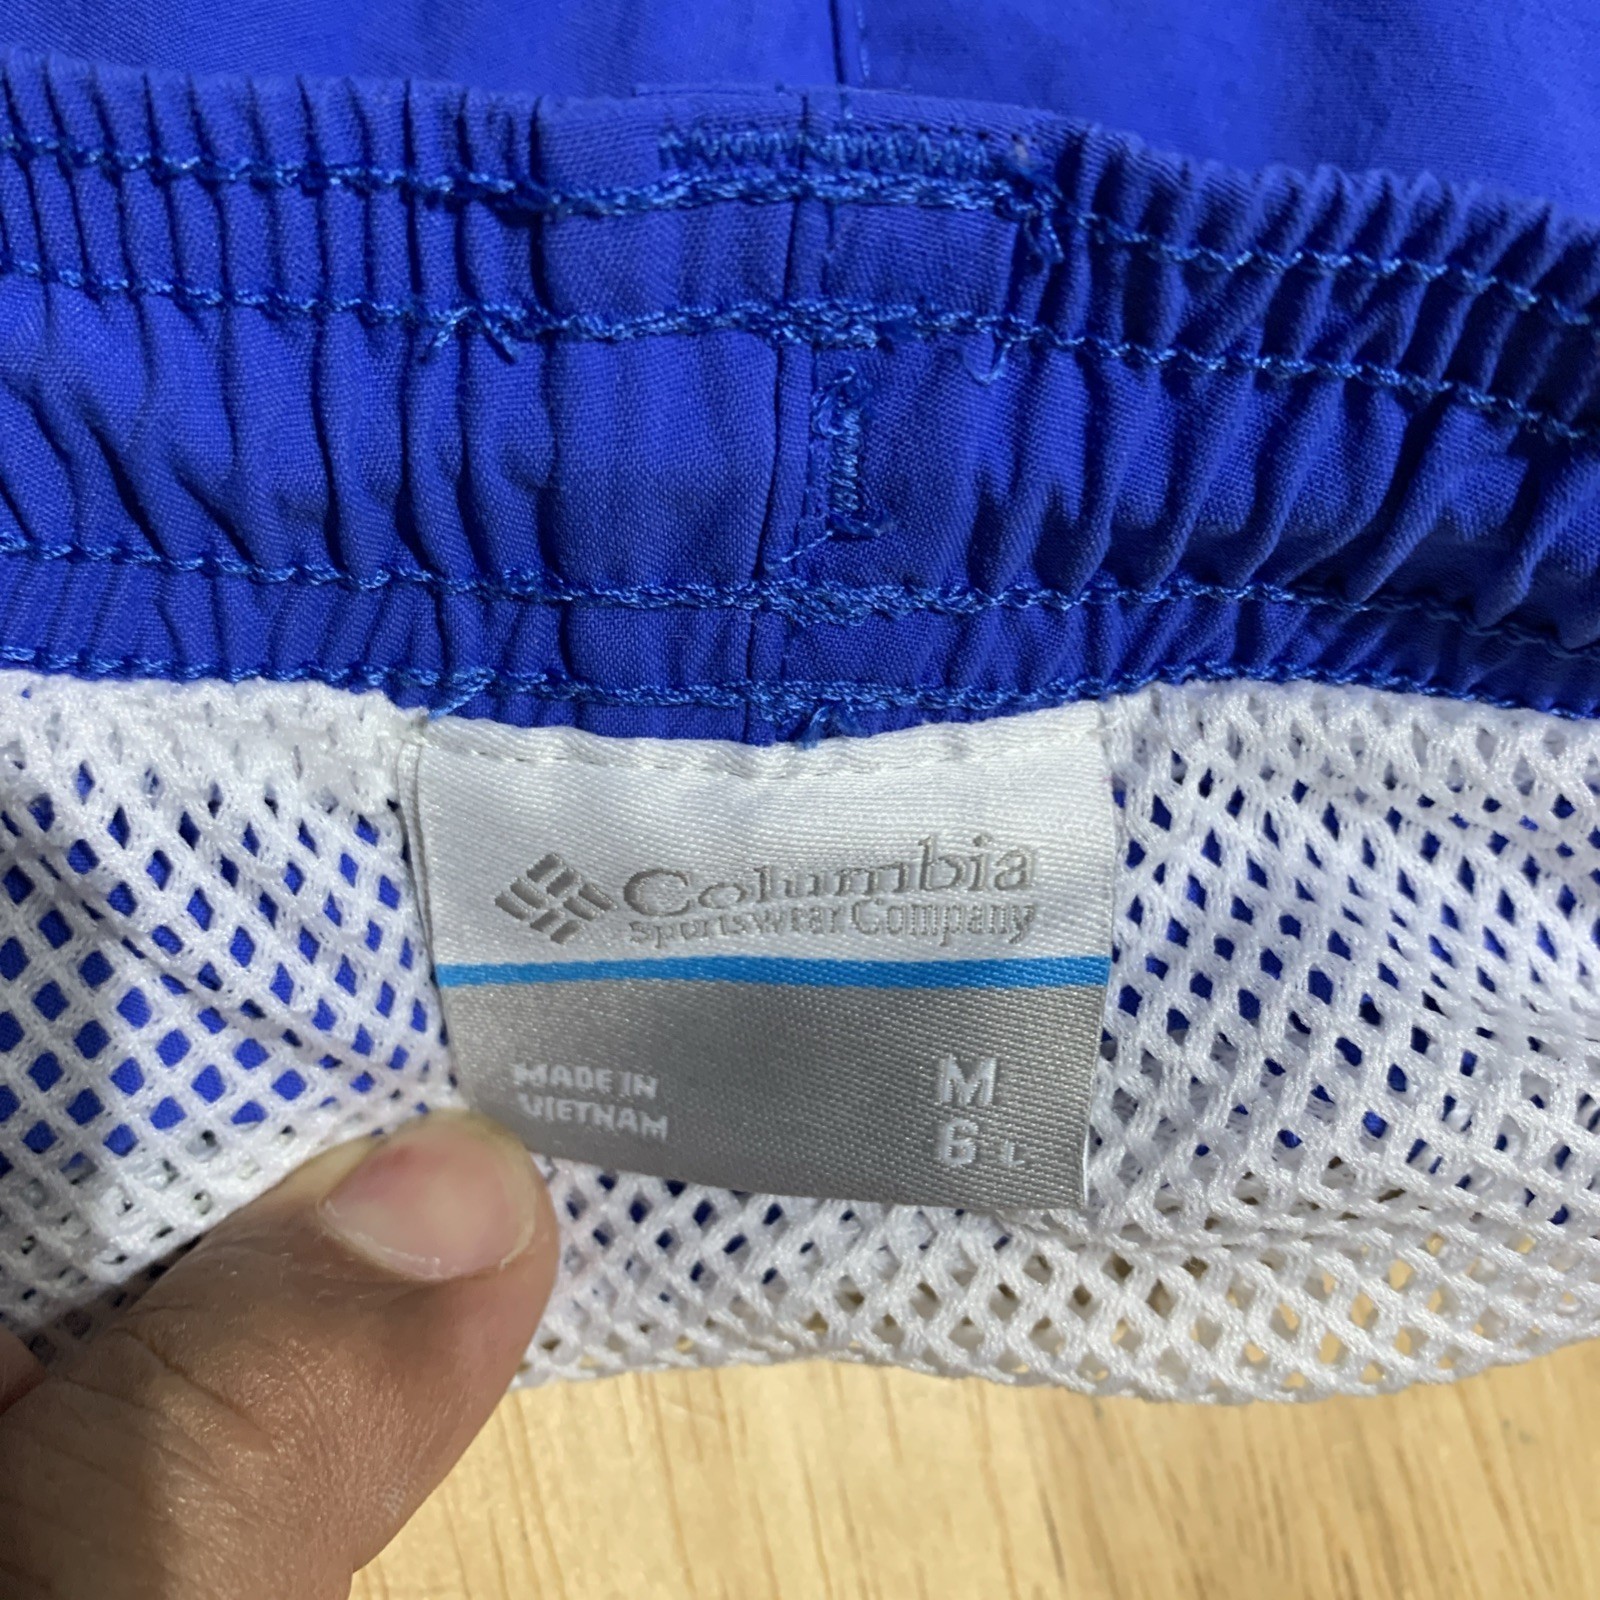 Columbia
Sportswear Company
MADE IN
VIETNAM
M
6 L